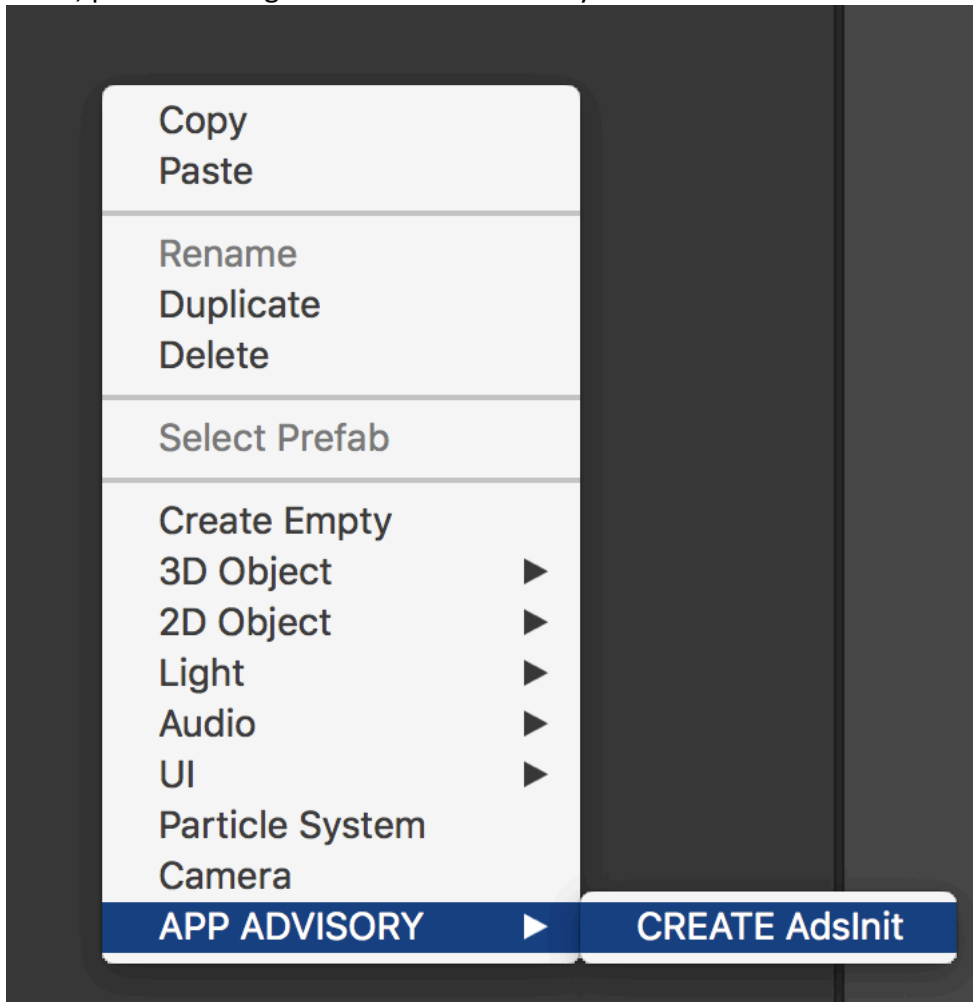 Copy
Paste
Rename
Duplicate
Delete
Select Prefab
Create Empty
3D Object
2D Object
Light
Audio
UI
Particle System
Camera
APP ADVISORY
CREATE AdsInit